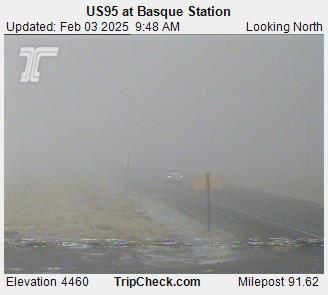 US95 at Basque Station
Updated: Feb 03 2025 9:48 AM Looking North
Elevation 4460 TripCheck.com Milepost 91.62